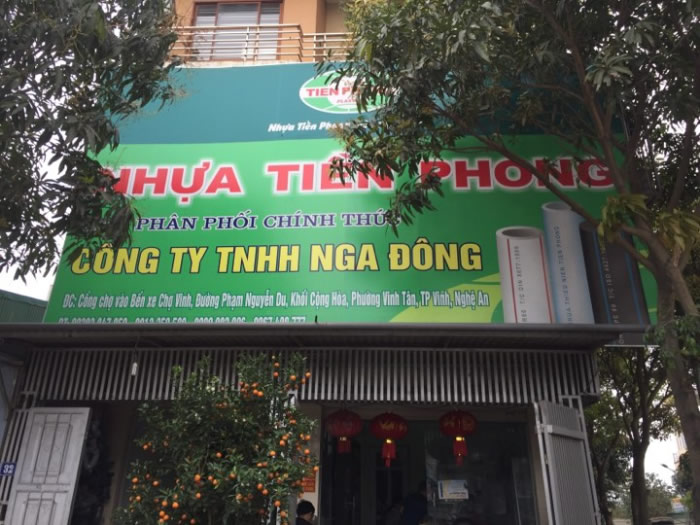 TIỀN PHONG
Nhựa Tiền Phong
NHỰA TIỀN PHONG
PHÂN PHỐI CHÍNH THỨC
CÔNG TY TNHH NGA ĐÔNG
ĐC: Cổng chợ vào Bến xe Chợ Vinh, Đường Phạm Nguyễn Du, Khối Cộng Hòa, Phường Vinh Tân, TP Vinh, Nghệ An
32